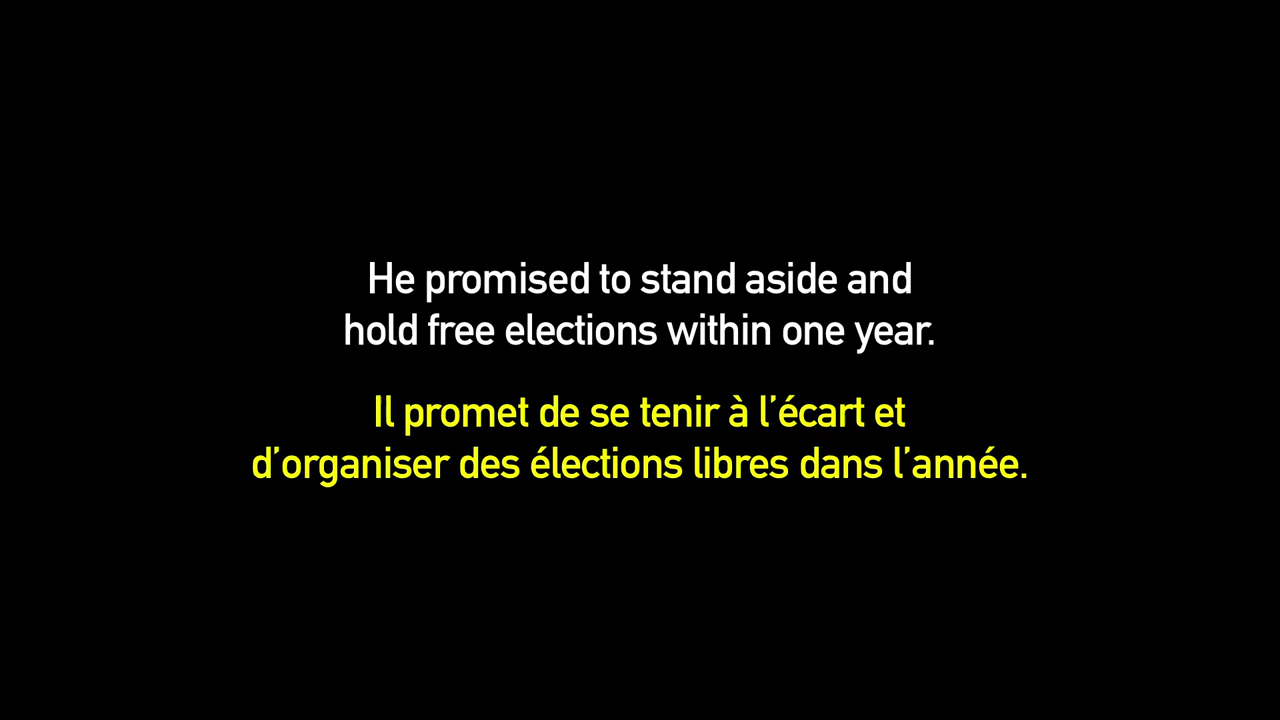 He promised to stand aside and
hold free elections within one year.
Il promet de se tenir à l’écart et
d’organiser des élections libres dans l’année.